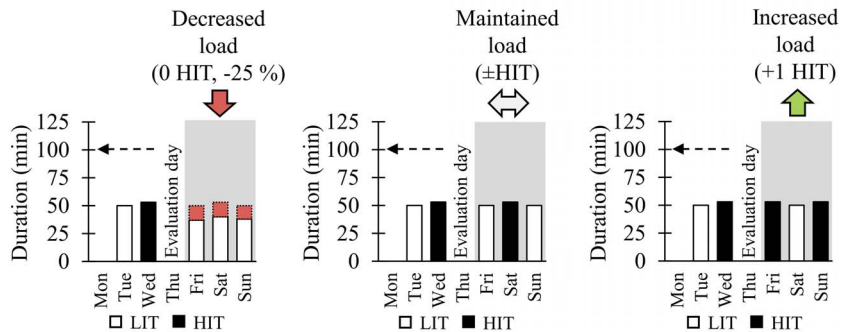 Decreased
load
(0 HIT, -25 %)
Duration (min)
125
100
75
50
25
0
Evaluation day
Mon
Tue
Wed
Thu
Fri
Sat
Sun
LIT
HIT
Maintained
load
(±HIT)
Duration (min)
125
100
75
50
25
0
Evaluation day
Mon
Tue
Wed
Thu
Fri
Sat
Sun
LIT
HIT
Increased
load
(+1 HIT)
Duration (min)
125
100
75
50
25
0
Evaluation day
Mon
Tue
Wed
Thu
Fri
Sat
Sun
LIT
HIT